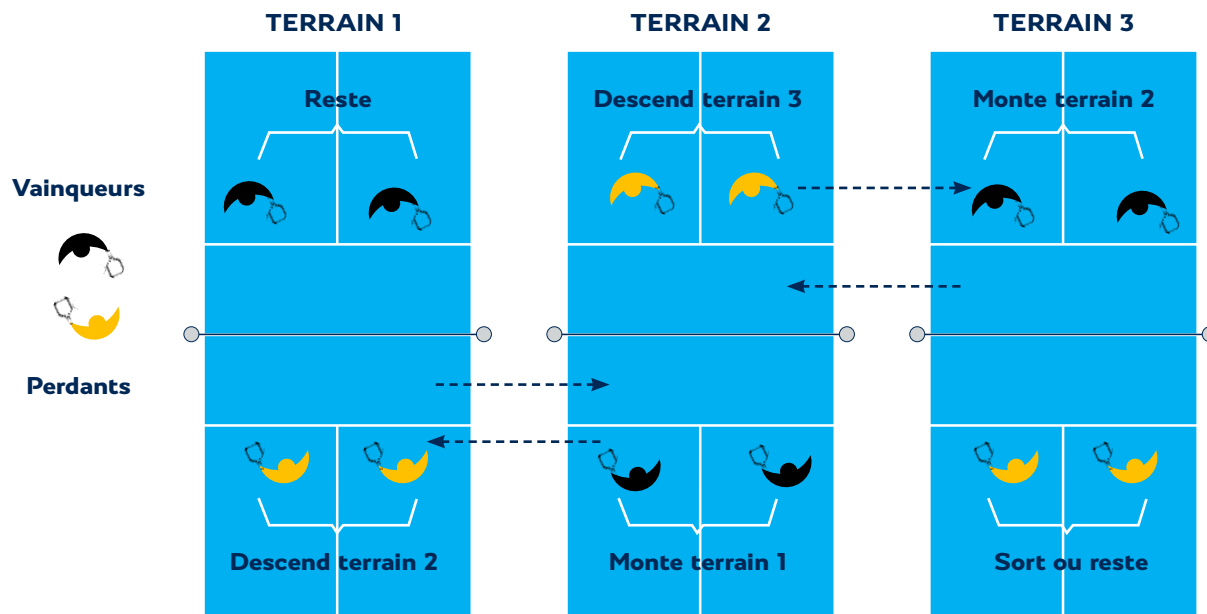 TERRAIN 1
TERRAIN 2
TERRAIN 3
Reste
Descend terrain 3
Monte terrain 2
Vainqueurs
Perdants
Descend terrain 2
Monte terrain 1
Sort ou reste